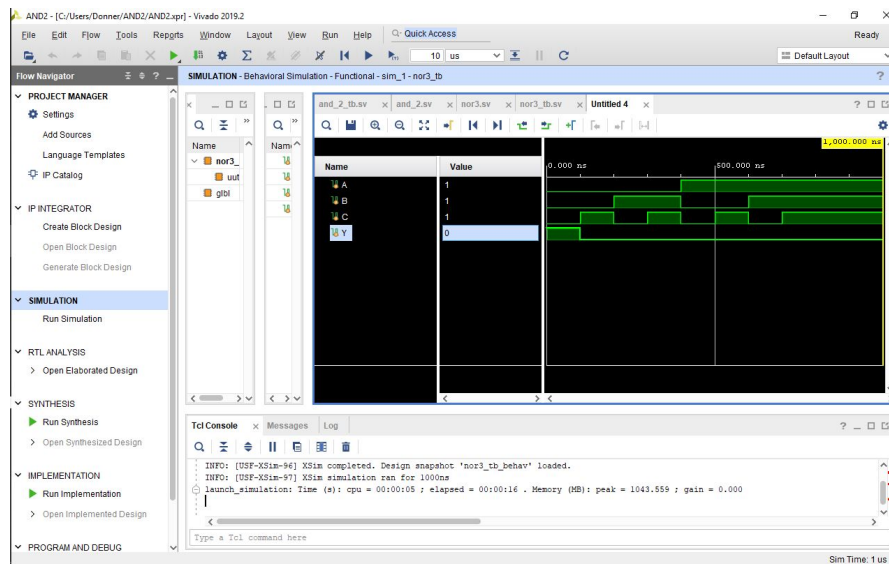 AND2 - [C:/Users/Donner/AND2/AND2.xpr] - Vivado 2019.2
File Edit Flow Tools Reports Window Layout View Run Help Quick Access
Ready
10 us
Default Layout
Flow Navigator
SIMULATION - Behavioral Simulation - Functional - sim_1 - nor3_tb
PROJECT MANAGER
Settings
Add Sources
Language Templates
IP Catalog
IP INTEGRATOR
Create Block Design
Open Block Design
Generate Block Design
SIMULATION
Run Simulation
RTL ANALYSIS
Open Elaborated Design
SYNTHESIS
Run Synthesis
Open Synthesized Design
IMPLEMENTATION
Run Implementation
Open Implemented Design
PROGRAM AND DEBUG
Name
nor3_
uut
glbl
Name
and_2_tb.sv and_2.sv nor3.sv nor3_tb.sv Untitled 4
1,000.000 ns
Name Value 0.000 ns 500.000 ns
A 1
B 1
C 1
Y 0
Tcl Console Messages Log
INFO: [USF-XSim-96] XSim completed. Design snapshot 'nor3_tb_behav' loaded.
INFO: [USF-XSim-97] XSim simulation ran for 1000ns
launch_simulation: Time (s): cpu = 00:00:05 ; elapsed = 00:00:16 . Memory (MB): peak = 1043.559 ; gain = 0.000
Type a Tcl command here
Sim Time: 1 us